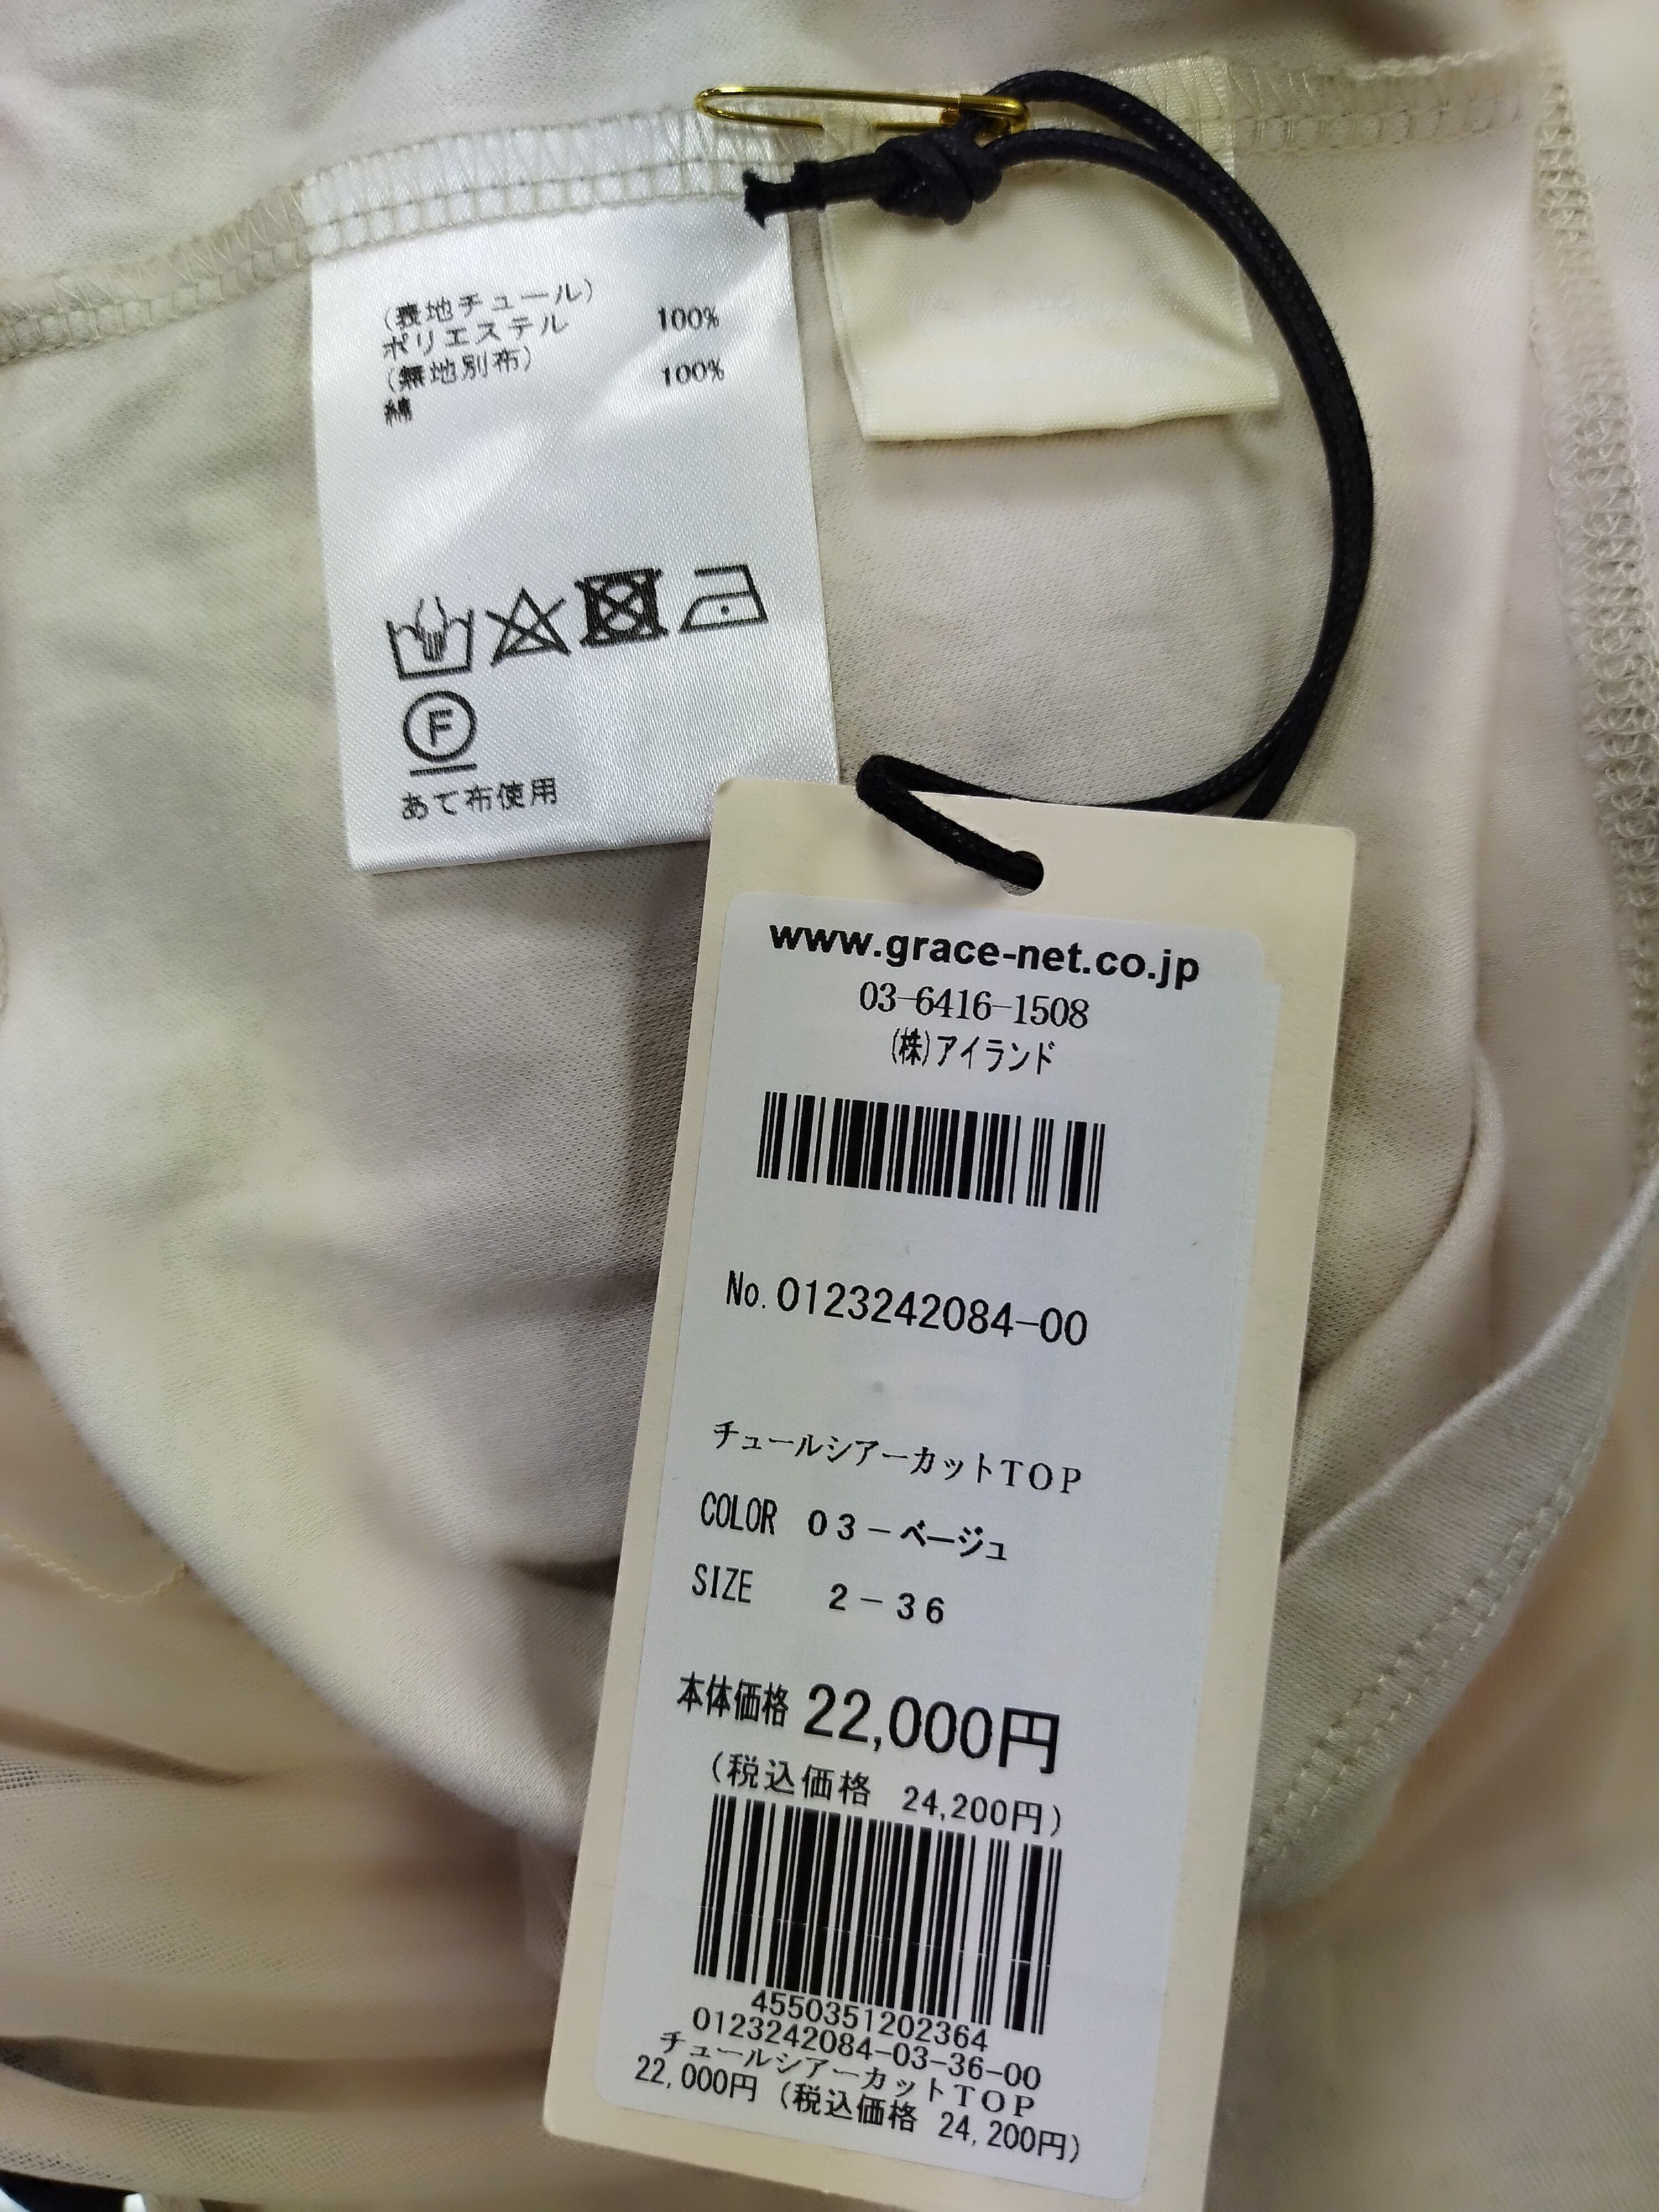 (表地チュール)
ポリエステル 100%
(無地別布)
綿 100%
F
あて布使用
www.grace-net.co.jp
03-6416-1508
(株)アイランド
No. 0123242084-00
チュールシアーカットTOP
COLOR 03-ベージュ
SIZE 2-36
本体価格 22,000円
(税込価格 24,200円)
4550351202364
0123242084-03-36-00
チュールシアーカットTOP
22,000円 (税込価格 24,200円)